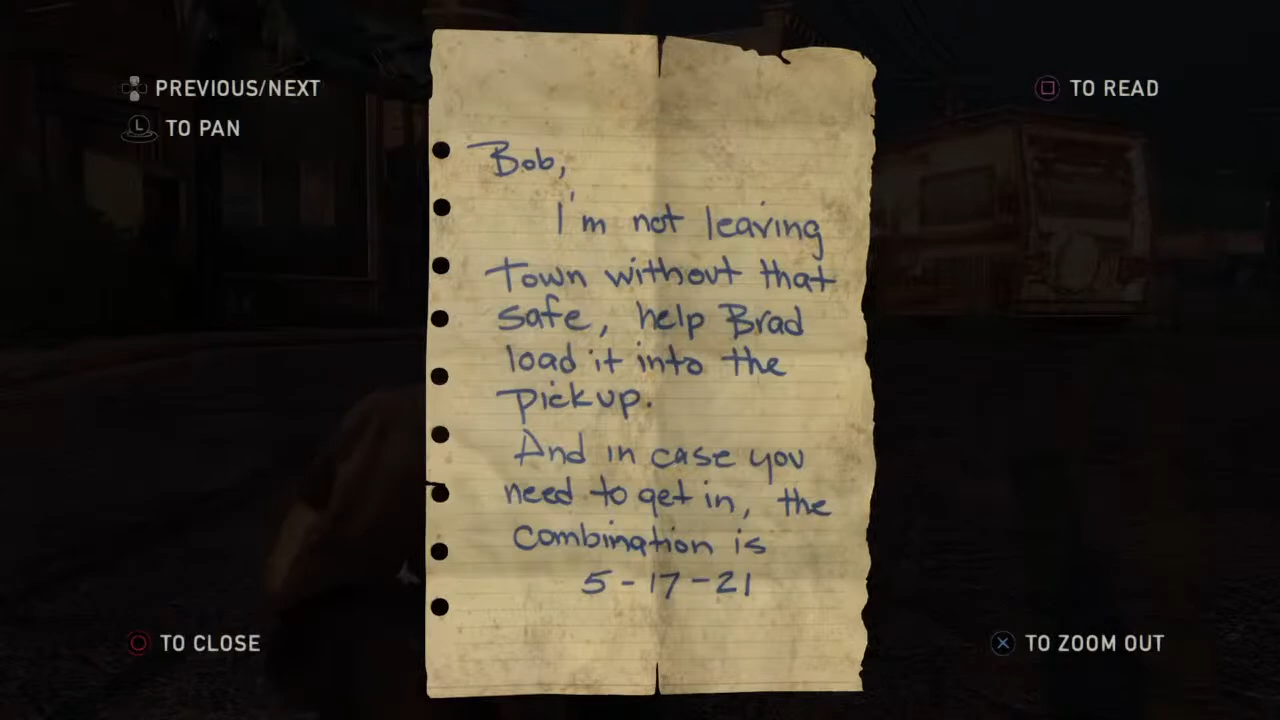 PREVIOUS/NEXT
L TO PAN
TO READ
Bob,
I'm not leaving
Town without that
safe, help Brad
load it into the
Pickup.
And in case you
need to get in, the
combination is
5-17-21
TO CLOSE
TO ZOOM OUT